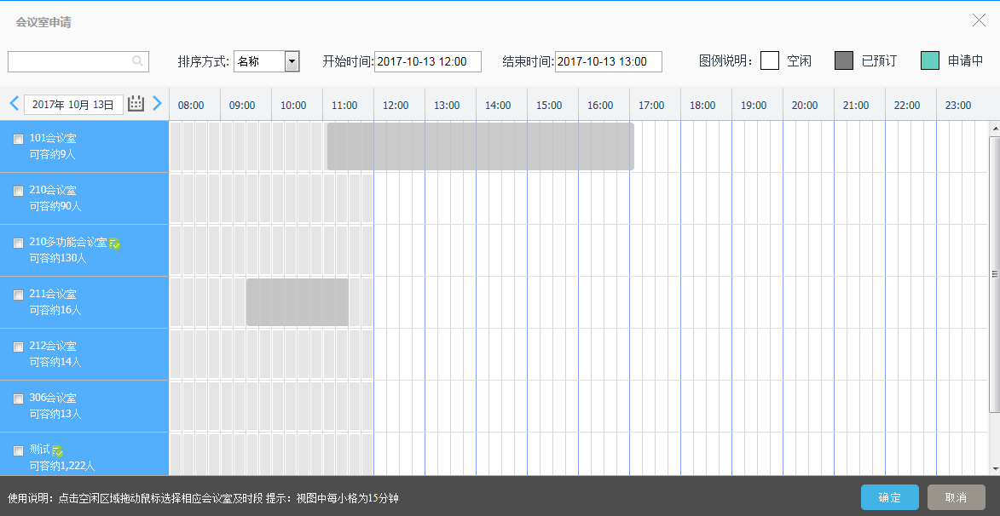 会议室申请
排序方式: 名称 开始时间: 2017-10-13 12:00 结束时间: 2017-10-13 13:00 图例说明： 空闲 已预订 申请中
2017年 10月 13日 08:00 09:00 10:00 11:00 12:00 13:00 14:00 15:00 16:00 17:00 18:00 19:00 20:00 21:00 22:00 23:00
101会议室
可容纳9人
210会议室
可容纳90人
210多功能会议室
可容纳130人
211会议室
可容纳16人
212会议室
可容纳14人
306会议室
可容纳13人
测试
可容纳1,222人
使用说明：点击空闲区域拖动鼠标选择相应会议室及时段 提示：视图中每小格为15分钟 确定 取消